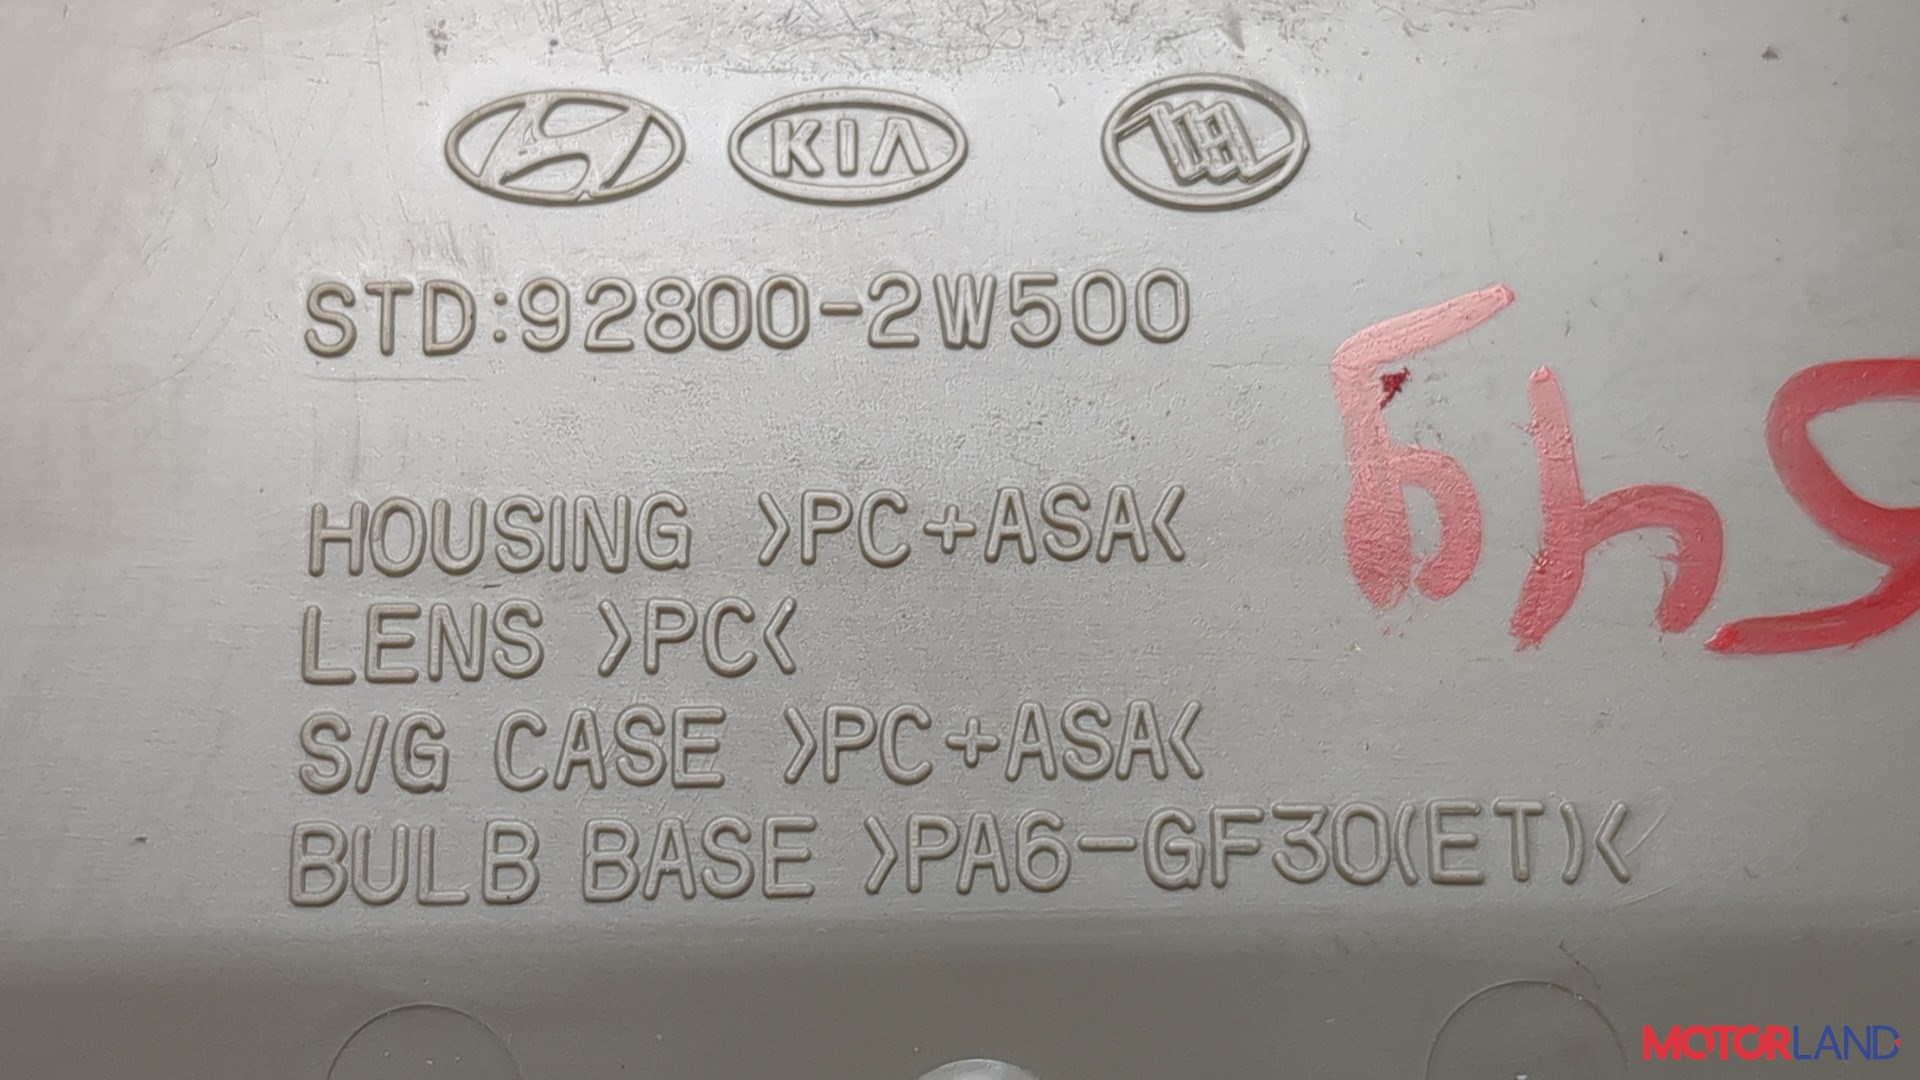 KIA
STD:92800-2W500
HOUSING >PC+ASA<
LENS >PC<
S/G CASE >PC+ASA<
BULB BASE >PA6-GF30(ET)<
MOTORLAND